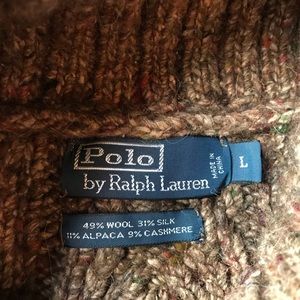 Polo
by Ralph Lauren
MADE IN
CHINA
L
49% WOOL 31% SILK
11% ALPACA 9% CASHMERE